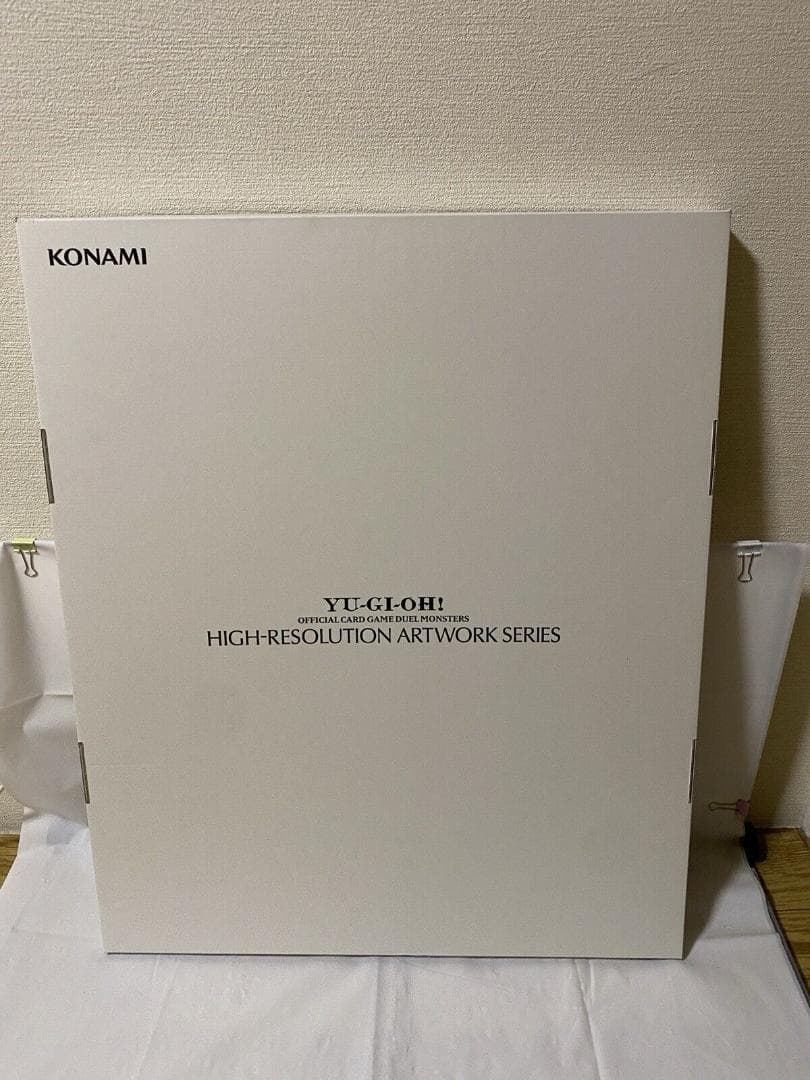 KONAMI
YU-GI-OH!
OFFICIAL CARD GAME DUEL MONSTERS
HIGH-RESOLUTION ARTWORK SERIES